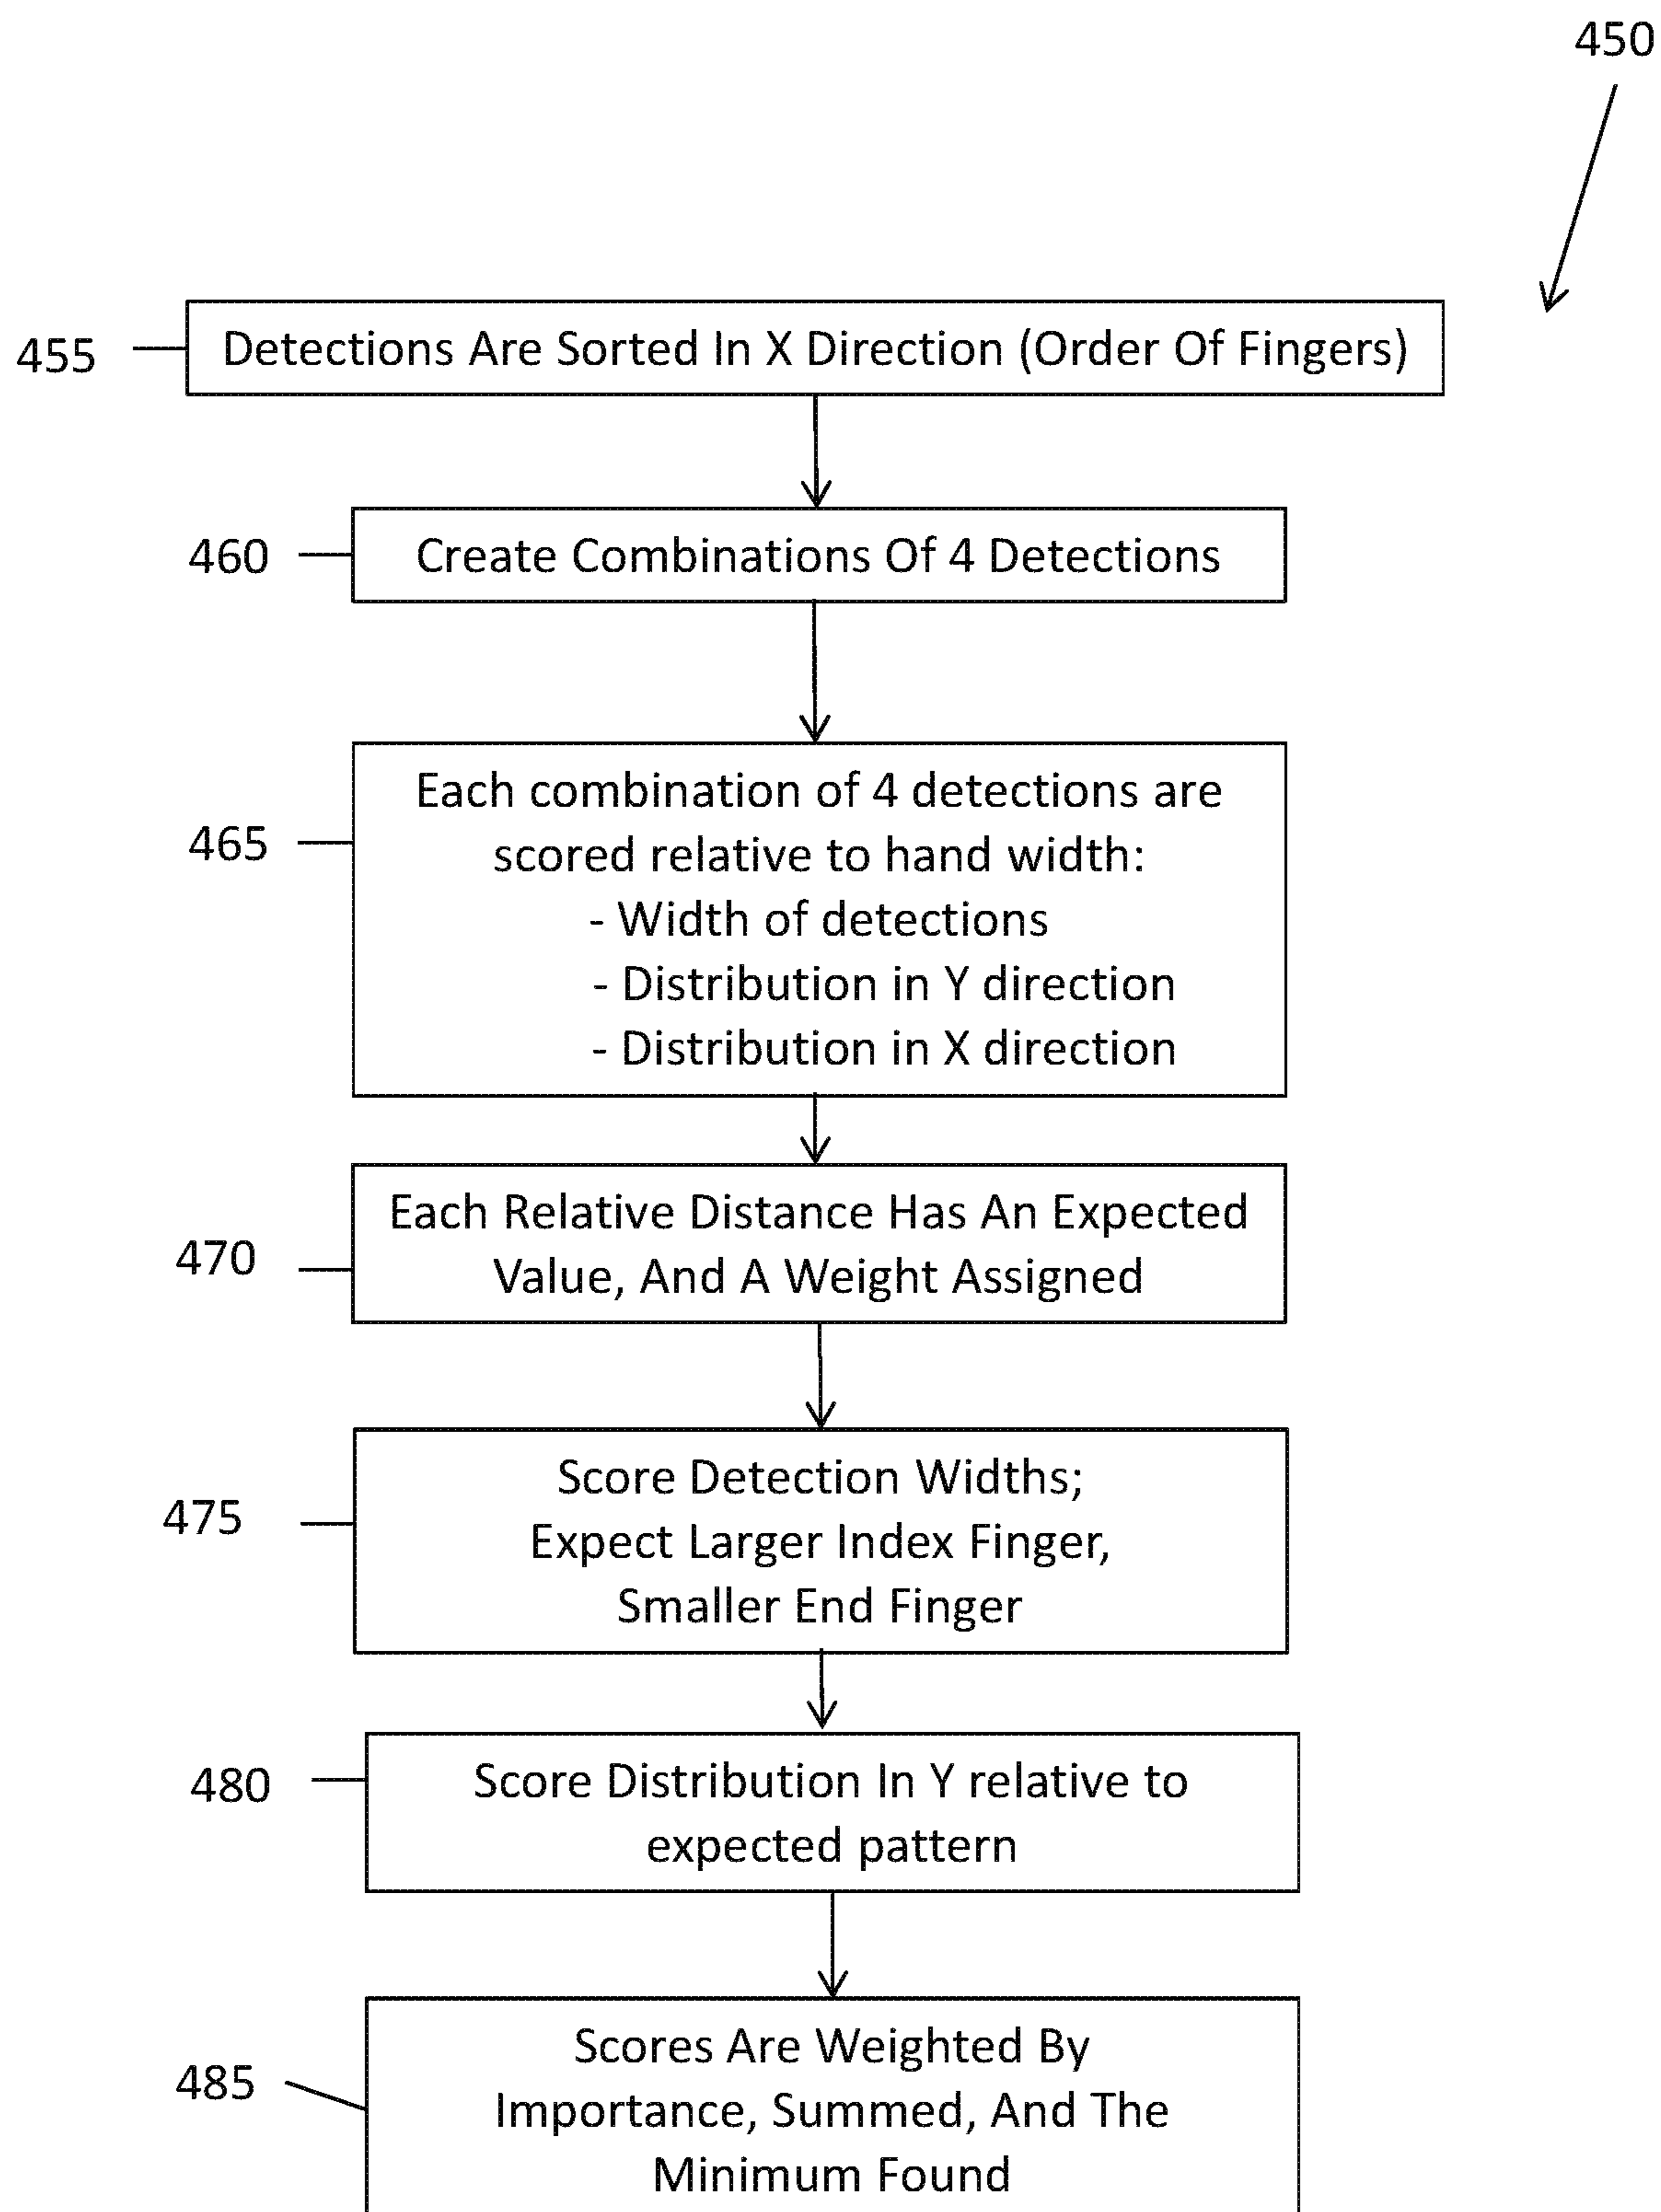 450
455
Detections Are Sorted In X Direction (Order Of Fingers)
460
Create Combinations Of 4 Detections
465
Each combination of 4 detections are
scored relative to hand width:
- Width of detections
- Distribution in Y direction
- Distribution in X direction
470
Each Relative Distance Has An Expected
Value, And A Weight Assigned
475
Score Detection Widths;
Expect Larger Index Finger,
Smaller End Finger
480
Score Distribution In Y relative to
expected pattern
485
Scores Are Weighted By
Importance, Summed, And The
Minimum Found